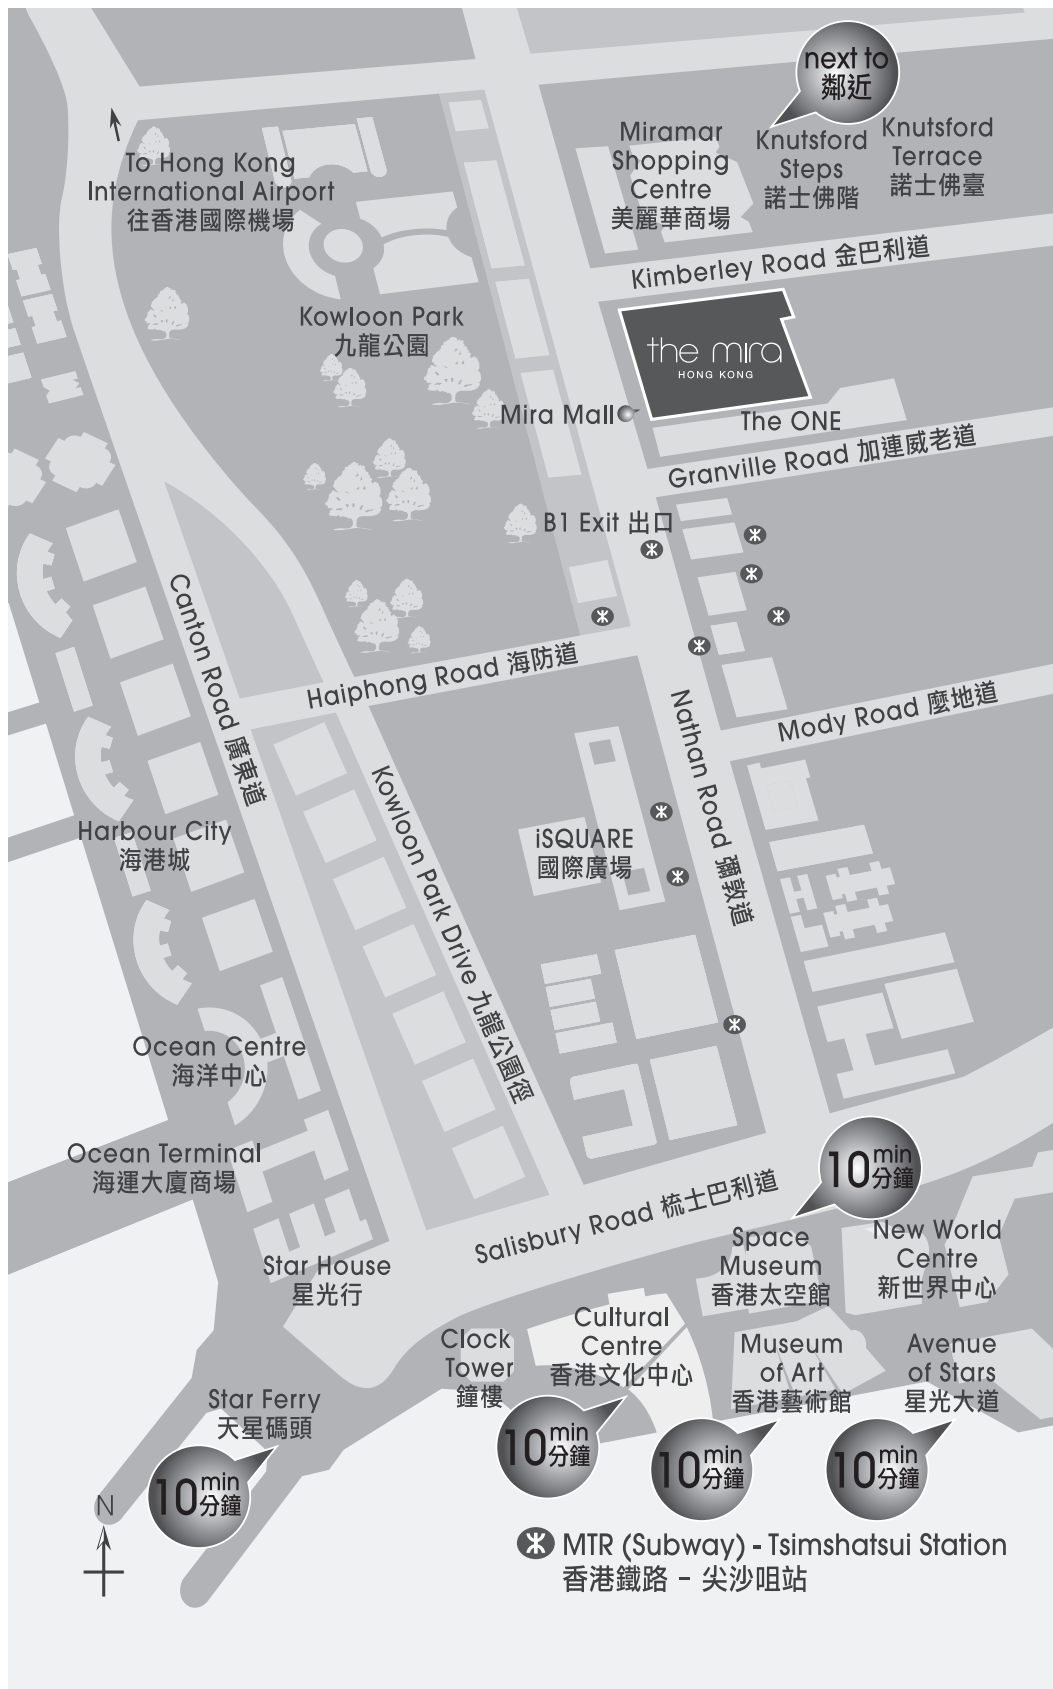 next to
鄰近
Miramar
Shopping
Centre
美麗華商場
Knutsford
Steps
諾士佛階
Knutsford
Terrace
諾士佛臺
To Hong Kong
International Airport
往香港國際機場
Kimberley Road 金巴利道
Kowloon Park
九龍公園
the mira
HONG KONG
Mira Mall
The ONE
Granville Road 加連威老道
B1 Exit 出口
Canton Road 廣東道
Haiphong Road 海防道
Nathan Road 彌敦道
Mody Road 麼地道
Kowloon Park Drive 九龍公園徑
Harbour City
海港城
iSQUARE
國際廣場
Ocean Centre
海洋中心
Ocean Terminal
海運大廈商場
10 min
分鐘
Salisbury Road 梳士巴利道
Star House
星光行
Space
Museum
香港太空館
New World
Centre
新世界中心
Clock
Tower
鐘樓
Cultural
Centre
香港文化中心
Museum
of Art
香港藝術館
Avenue
of Stars
星光大道
Star Ferry
天星碼頭
10 min
分鐘
10 min
分鐘
10 min
分鐘
10 min
分鐘
N
MTR (Subway) - Tsimshatsui Station
香港鐵路 - 尖沙咀站